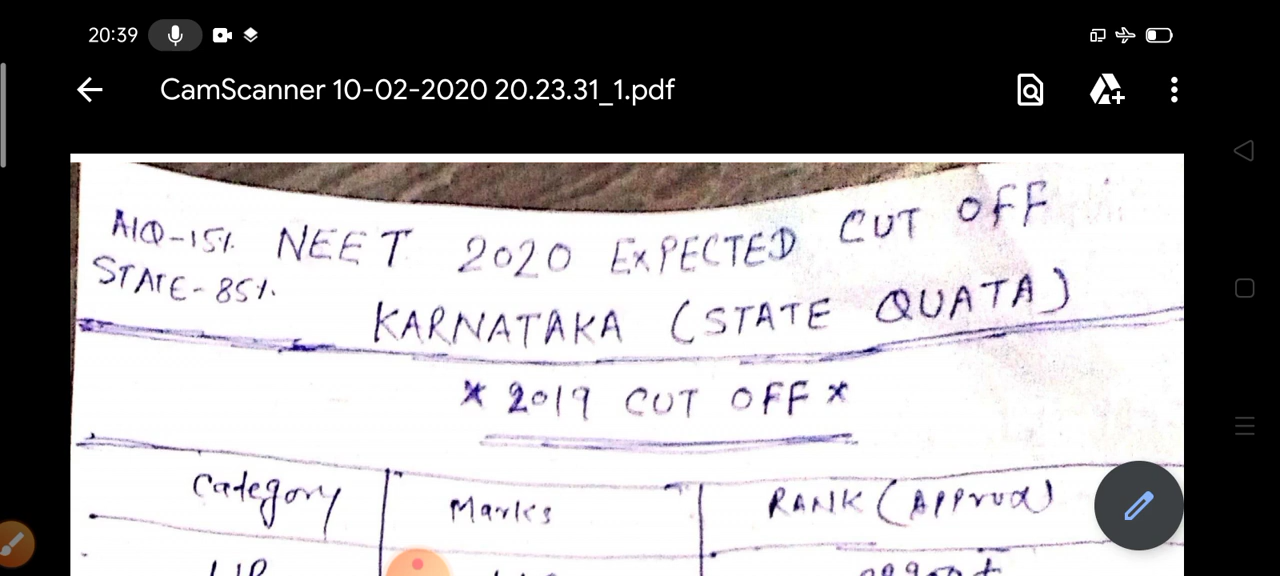 20:39
CamScanner 10-02-2020 20.23.31_1.pdf
AIQ-15% NEET 2020 EXPECTED CUT OFF
STATE-85%
KARNATAKA (STATE QUATA)
* 2019 CUT OFF *
Category Marks RANK (APProx)